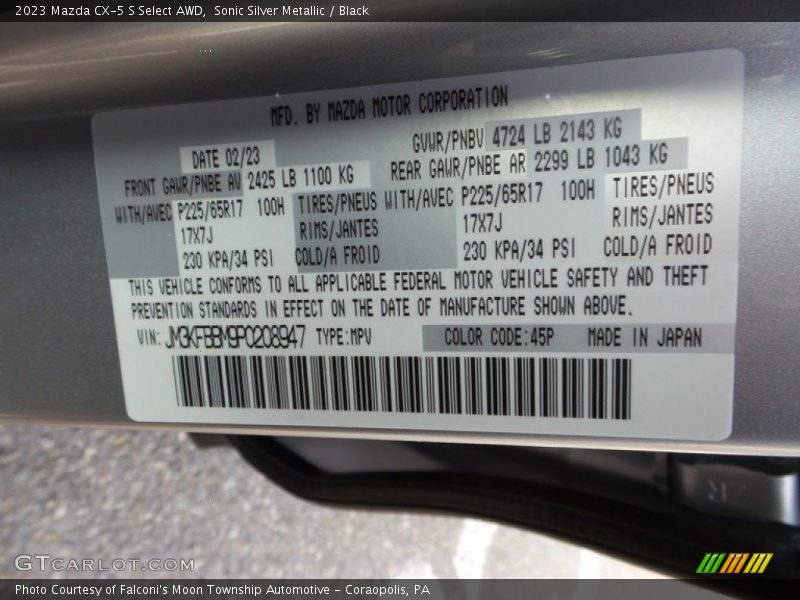 2023 Mazda CX-5 S Select AWD, Sonic Silver Metallic / Black
MFD. BY MAZDA MOTOR CORPORATION
DATE 02/23 GVWR/PNBV 4724 LB 2143 KG
FRONT GAWR/PNBE AV 2425 LB 1100 KG REAR GAWR/PNBE AR 2299 LB 1043 KG
WITH/AVEC P225/65R17 100H TIRES/PNEUS WITH/AVEC P225/65R17 100H TIRES/PNEUS
17X7J RIMS/JANTES 17X7J RIMS/JANTES
230 KPA/34 PSI COLD/A FROID 230 KPA/34 PSI COLD/A FROID
THIS VEHICLE CONFORMS TO ALL APPLICABLE FEDERAL MOTOR VEHICLE SAFETY AND THEFT
PREVENTION STANDARDS IN EFFECT ON THE DATE OF MANUFACTURE SHOWN ABOVE.
VIN: JM3KFBBM9P0208947 TYPE:MPV COLOR CODE:45P MADE IN JAPAN
GTCARLOT.COM
Photo Courtesy of Falconi's Moon Township Automotive - Coraopolis, PA